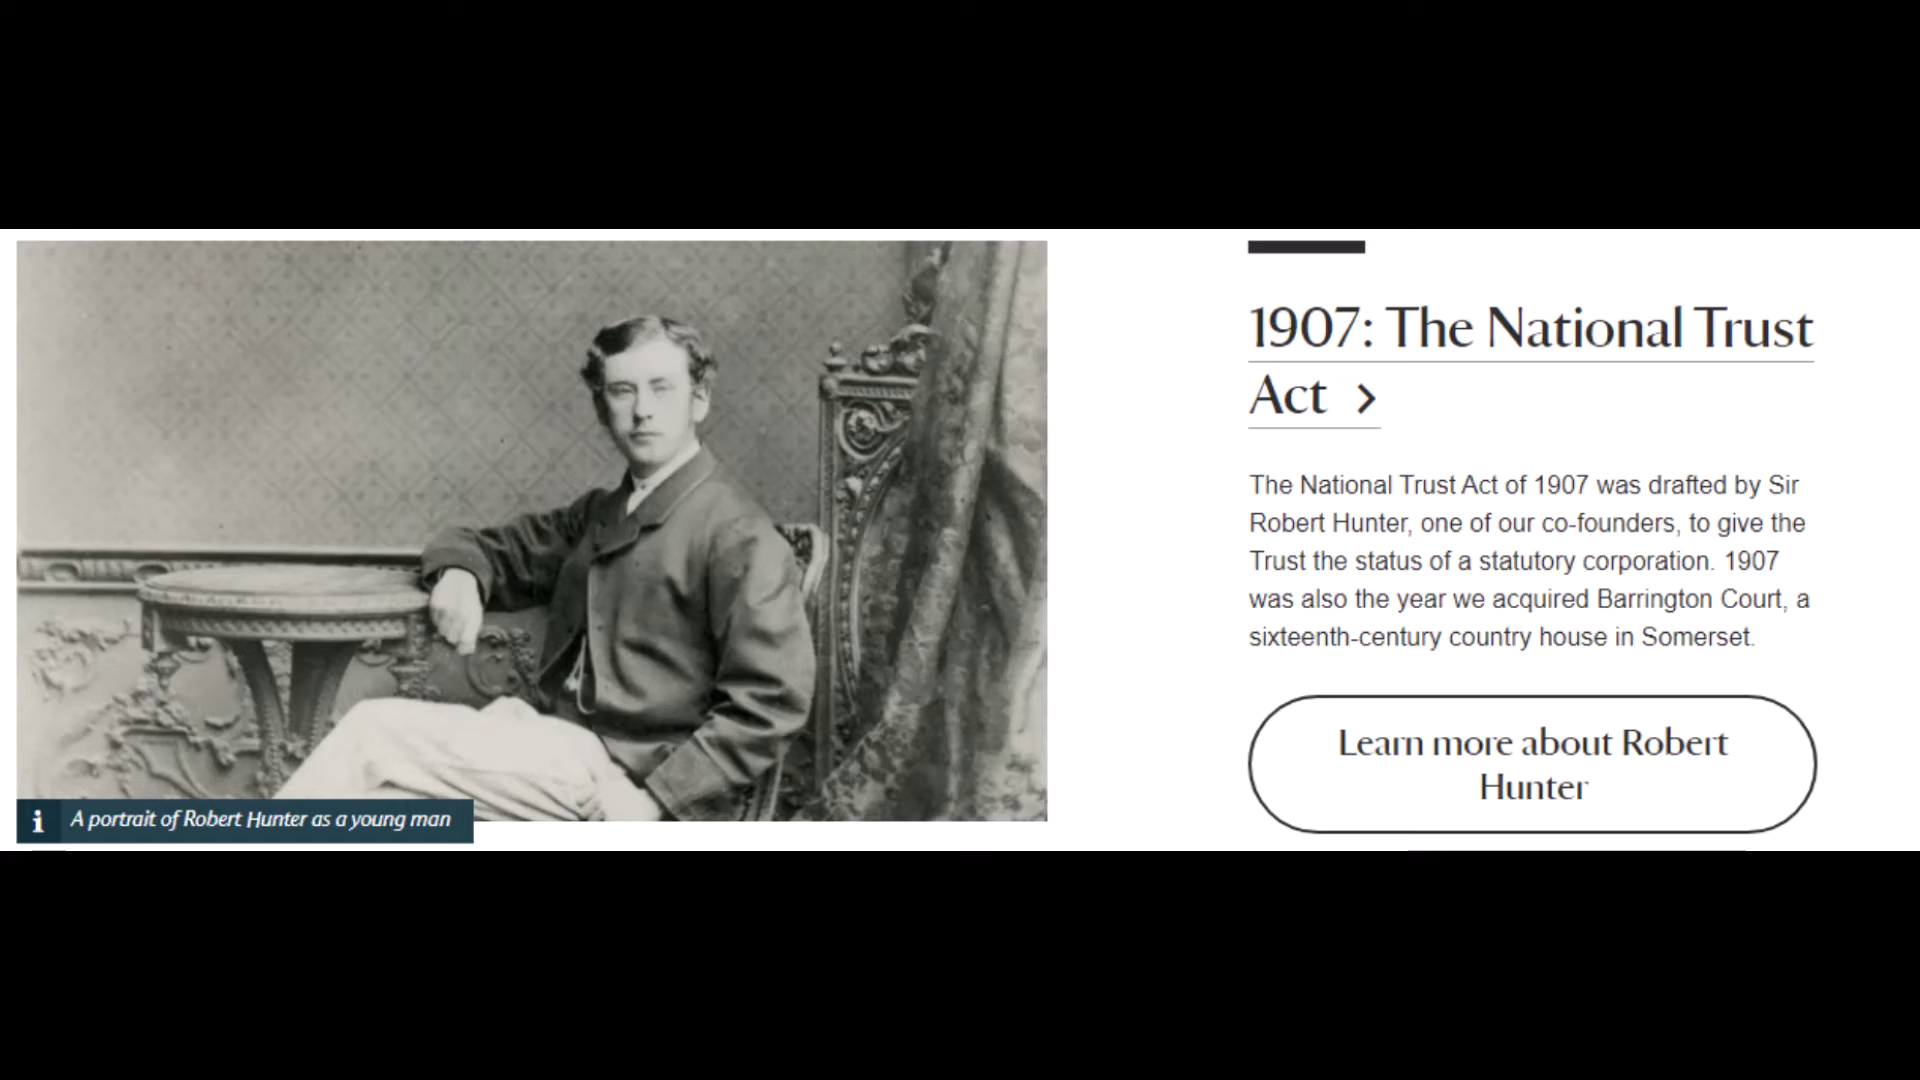 1907: The National Trust
Act >
The National Trust Act of 1907 was drafted by Sir
Robert Hunter, one of our co-founders, to give the
Trust the status of a statutory corporation. 1907
was also the year we acquired Barrington Court, a
sixteenth-century country house in Somerset.
Learn more about Robert
Hunter
i A portrait of Robert Hunter as a young man